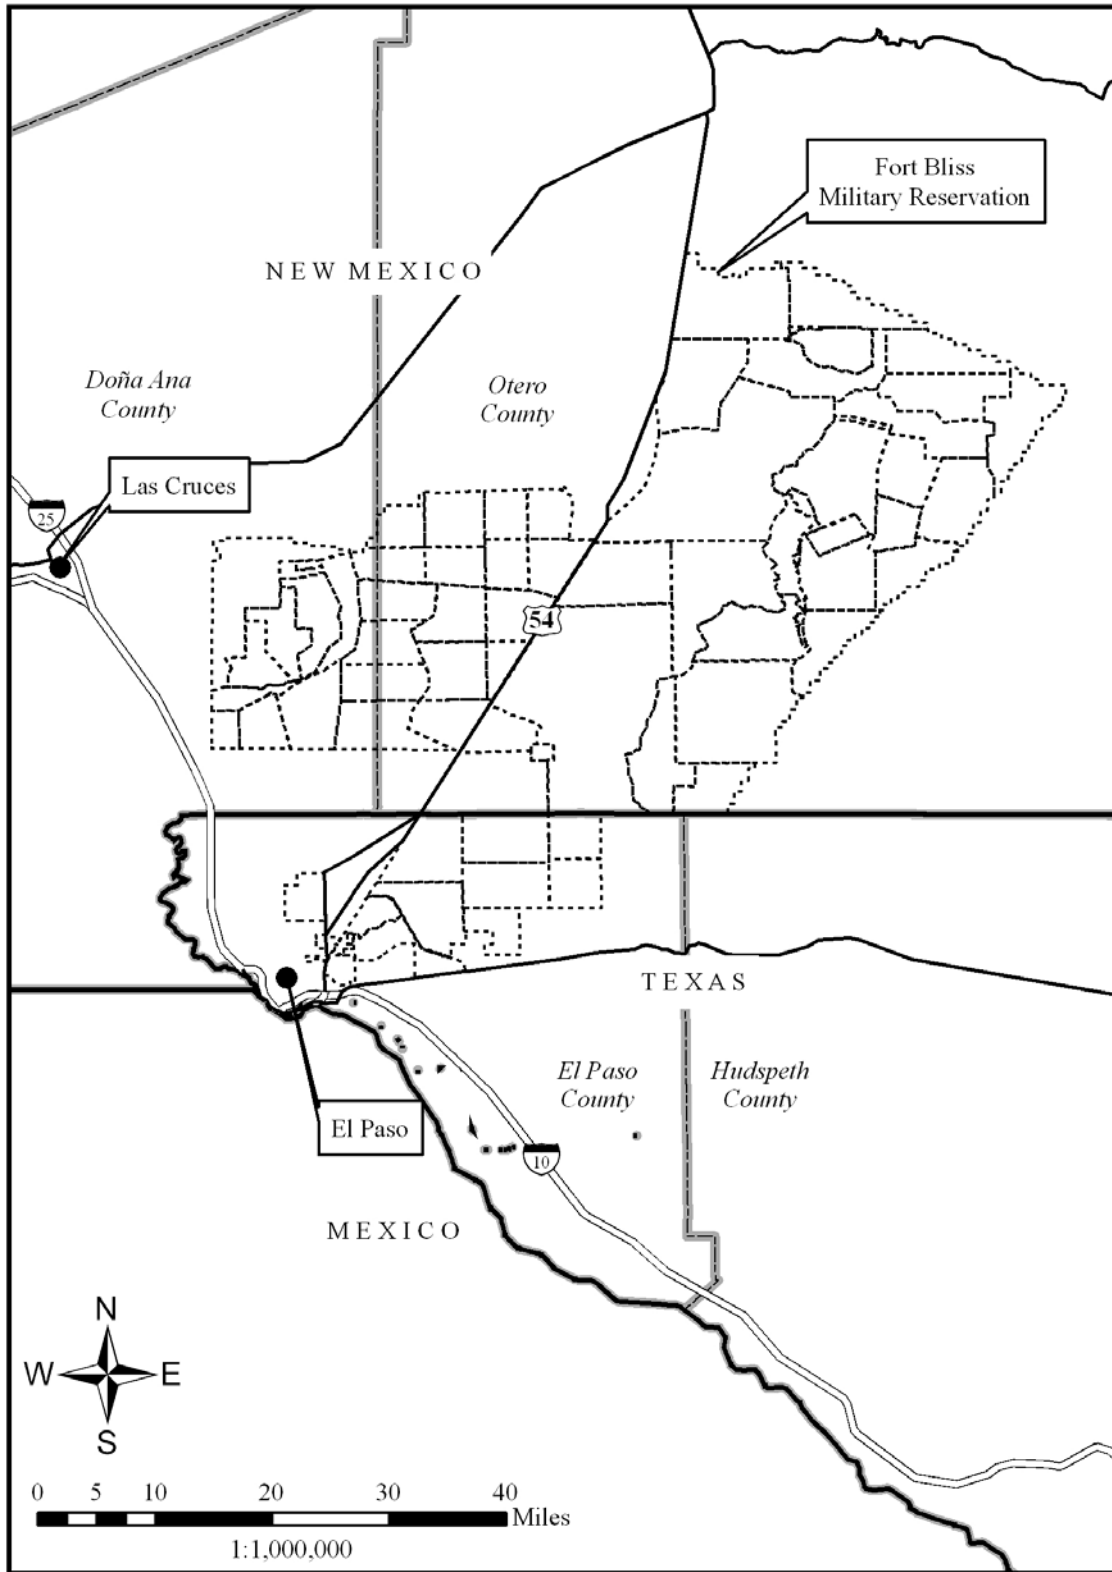 Fort Bliss
Military Reservation
NEW MEXICO
Doña Ana
County
Otero
County
Las Cruces
25
54
TEXAS
El Paso
County
Hudspeth
County
El Paso
10
MEXICO
N
W E
S
0 5 10 20 30 40
Miles
1:1,000,000